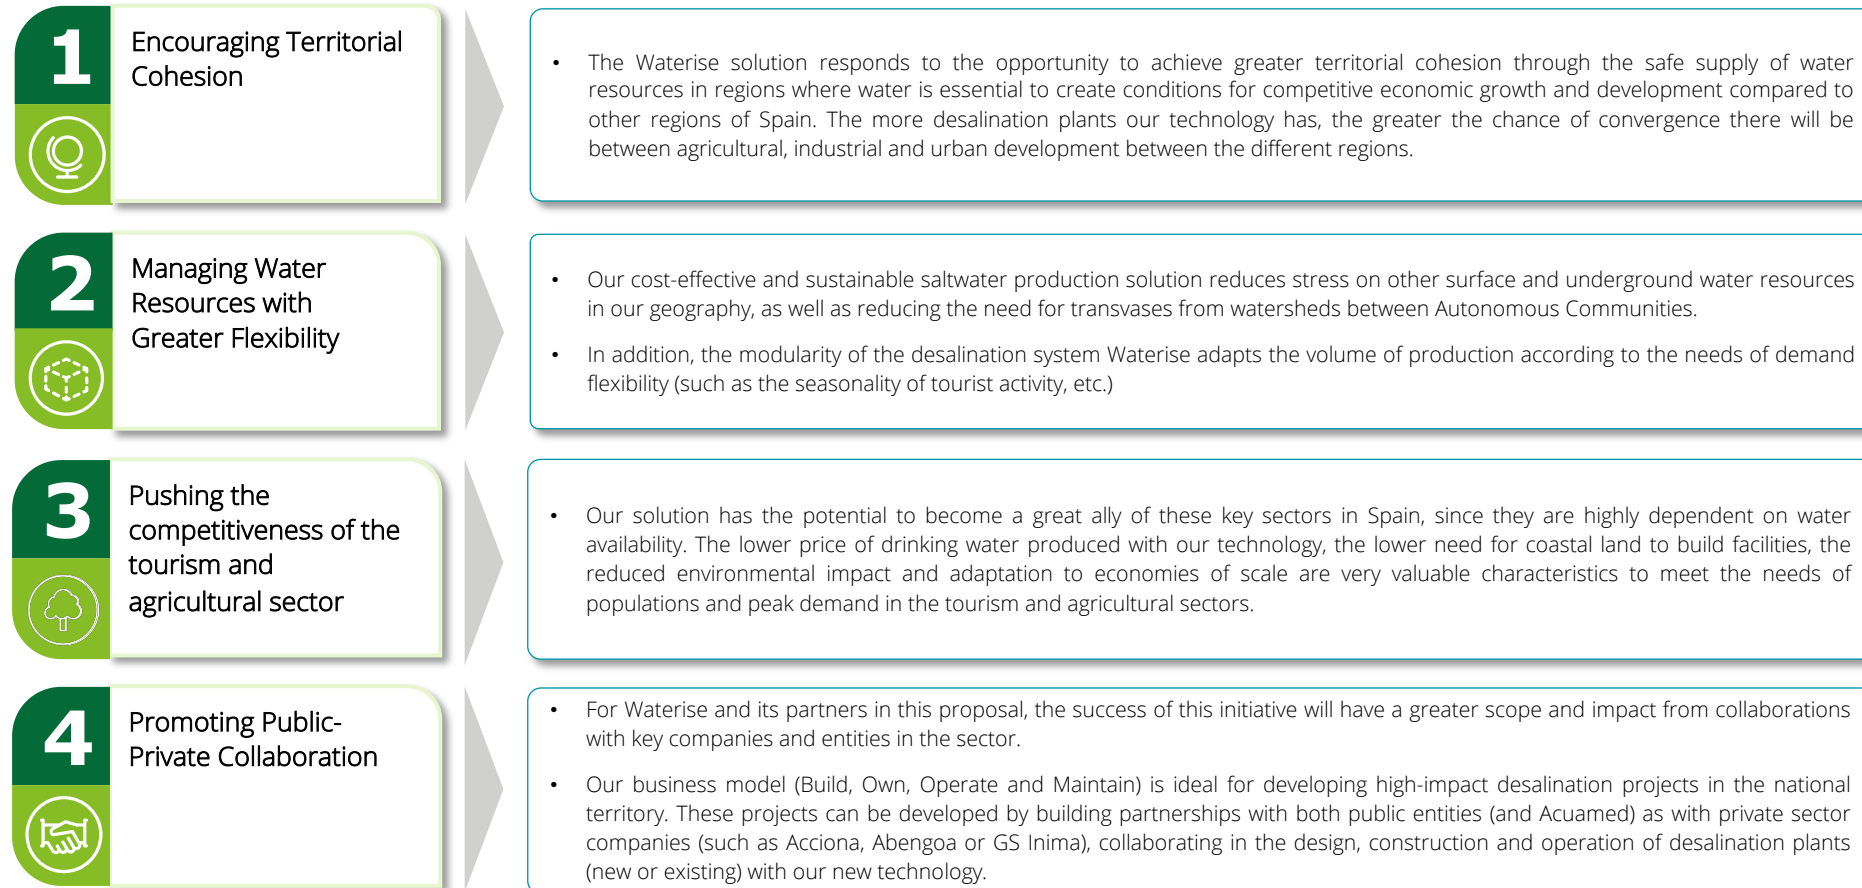 1
Encouraging Territorial
Cohesion
• The Waterise solution responds to the opportunity to achieve greater territorial cohesion through the safe supply of water
resources in regions where water is essential to create conditions for competitive economic growth and development compared to
other regions of Spain. The more desalination plants our technology has, the greater the chance of convergence there will be
between agricultural, industrial and urban development between the different regions.
2
Managing Water
Resources with
Greater Flexibility
• Our cost-effective and sustainable saltwater production solution reduces stress on other surface and underground water resources
in our geography, as well as reducing the need for transvases from watersheds between Autonomous Communities.
• In addition, the modularity of the desalination system Waterise adapts the volume of production according to the needs of demand
flexibility (such as the seasonality of tourist activity, etc.)
3
Pushing the
competitiveness of the
tourism and
agricultural sector
• Our solution has the potential to become a great ally of these key sectors in Spain, since they are highly dependent on water
availability. The lower price of drinking water produced with our technology, the lower need for coastal land to build facilities, the
reduced environmental impact and adaptation to economies of scale are very valuable characteristics to meet the needs of
populations and peak demand in the tourism and agricultural sectors.
4
Promoting Public-
Private Collaboration
• For Waterise and its partners in this proposal, the success of this initiative will have a greater scope and impact from collaborations
with key companies and entities in the sector.
• Our business model (Build, Own, Operate and Maintain) is ideal for developing high-impact desalination projects in the national
territory. These projects can be developed by building partnerships with both public entities (and Acuamed) as with private sector
companies (such as Acciona, Abengoa or GS Inima), collaborating in the design, construction and operation of desalination plants
(new or existing) with our new technology.